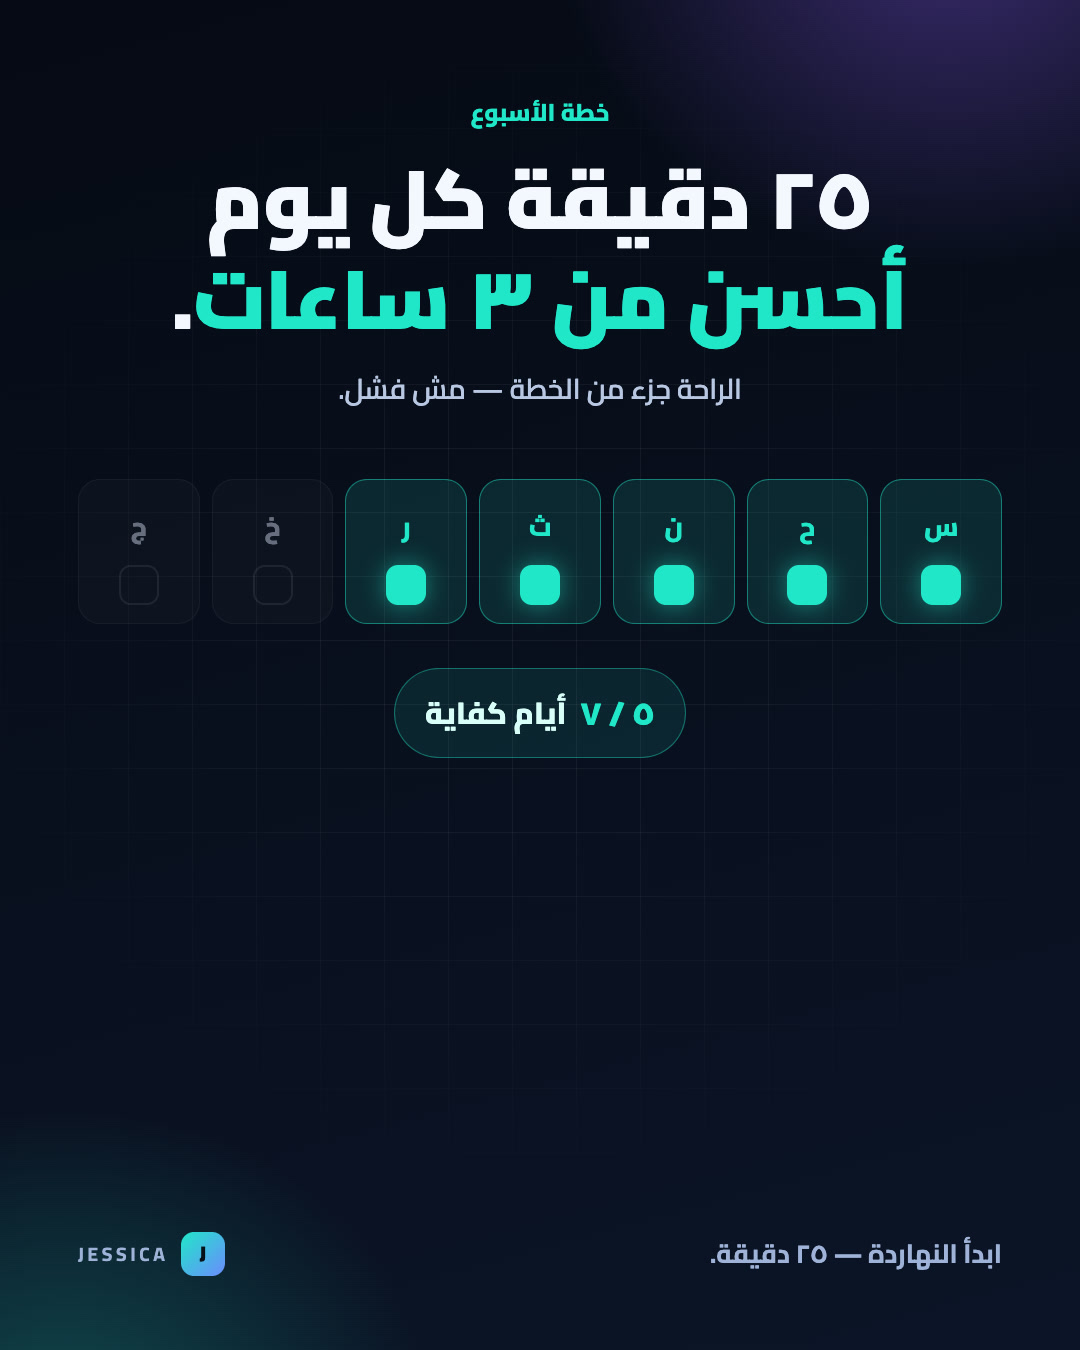 خطة الأسبوع
٢٥ دقيقة كل يوم
أحسن من ٣ ساعات.
الراحة جزء من الخطة — مش فشل.
س ح ن ث ر خ ج
٥ / ٧ أيام كفاية
ابدأ النهاردة — ٢٥ دقيقة.
J JESSICA